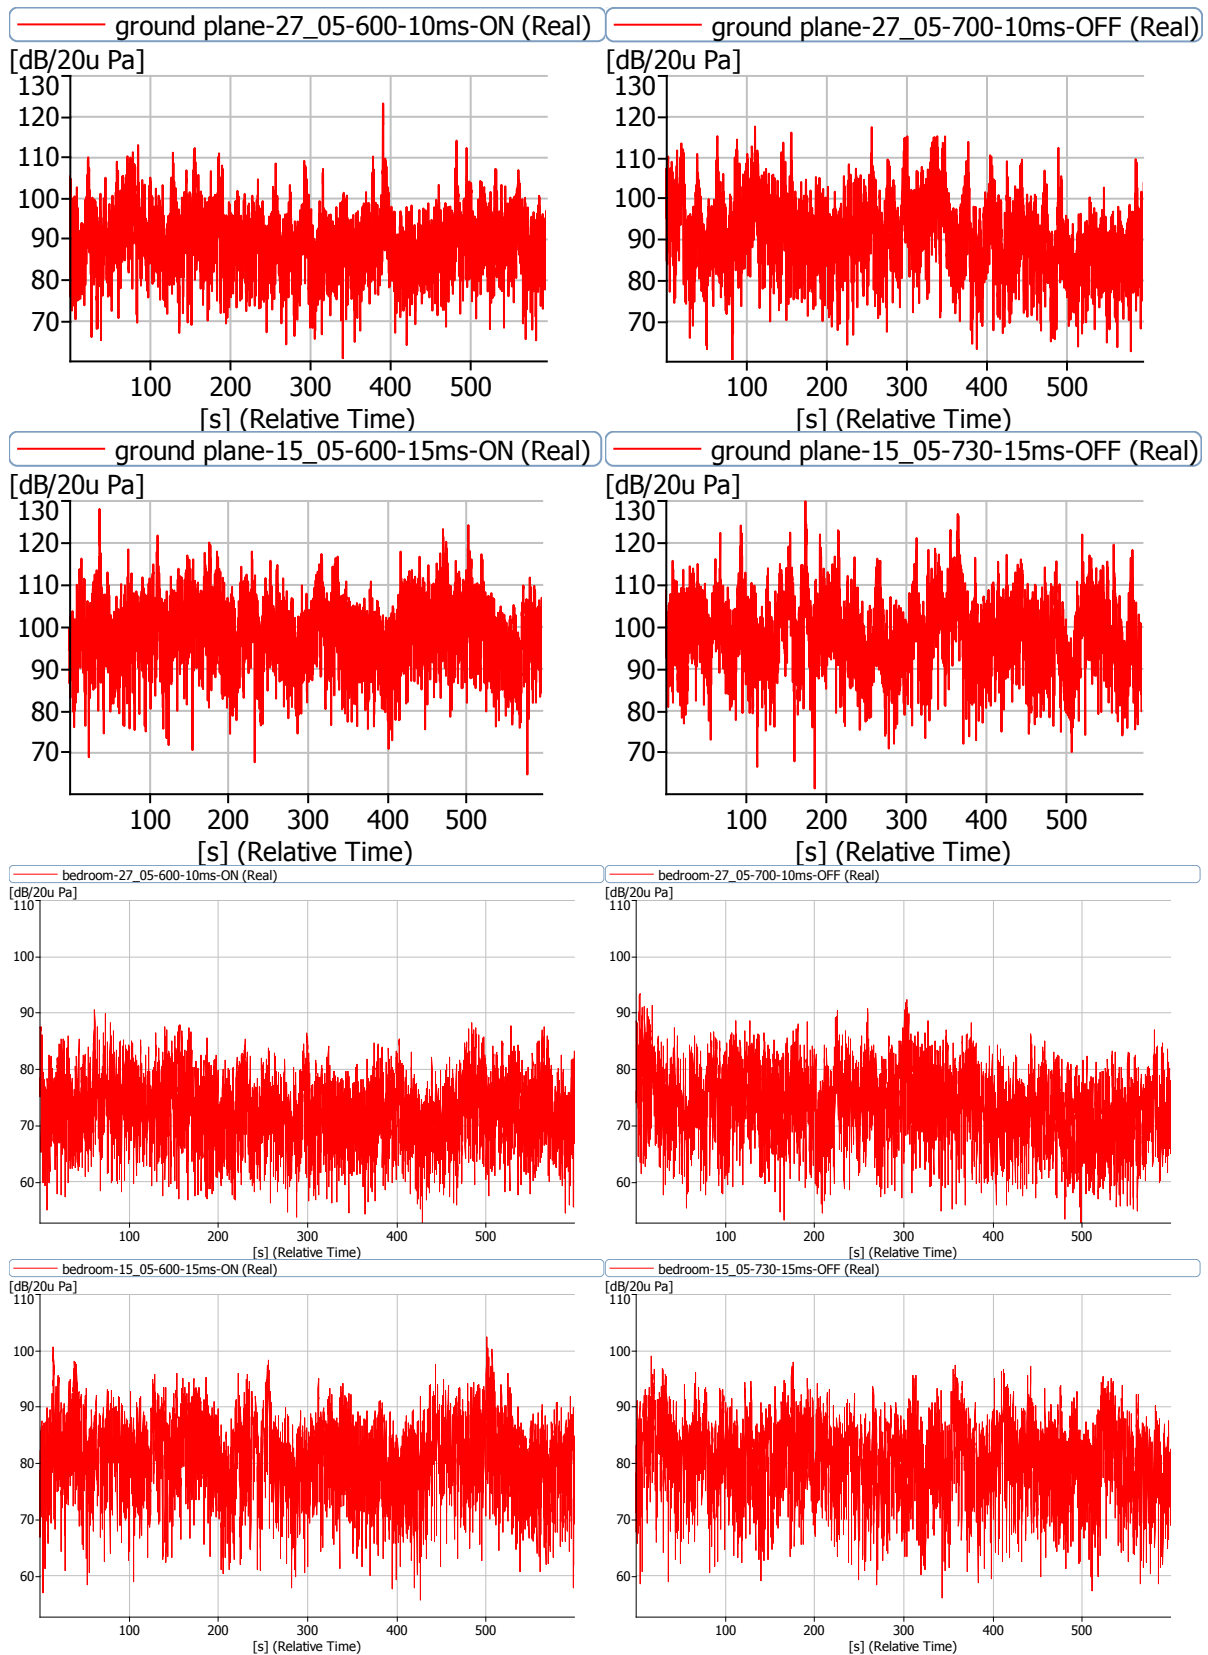 ground plane-27_05-600-10ms-ON (Real)
[dB/20u Pa]
130
120
110
100
90
80
70
100 200 300 400 500
[s] (Relative Time)
ground plane-27_05-700-10ms-OFF (Real)
[dB/20u Pa]
130
120
110
100
90
80
70
100 200 300 400 500
[s] (Relative Time)
ground plane-15_05-600-15ms-ON (Real)
[dB/20u Pa]
130
120
110
100
90
80
70
100 200 300 400 500
[s] (Relative Time)
ground plane-15_05-730-15ms-OFF (Real)
[dB/20u Pa]
130
120
110
100
90
80
70
100 200 300 400 500
[s] (Relative Time)
bedroom-27_05-600-10ms-ON (Real)
[dB/20u Pa]
110
100
90
80
70
60
100 200 300 400 500
[s] (Relative Time)
bedroom-27_05-700-10ms-OFF (Real)
[dB/20u Pa]
110
100
90
80
70
60
100 200 300 400 500
[s] (Relative Time)
bedroom-15_05-600-15ms-ON (Real)
[dB/20u Pa]
110
100
90
80
70
60
100 200 300 400 500
[s] (Relative Time)
bedroom-15_05-730-15ms-OFF (Real)
[dB/20u Pa]
110
100
90
80
70
60
100 200 300 400 500
[s] (Relative Time)